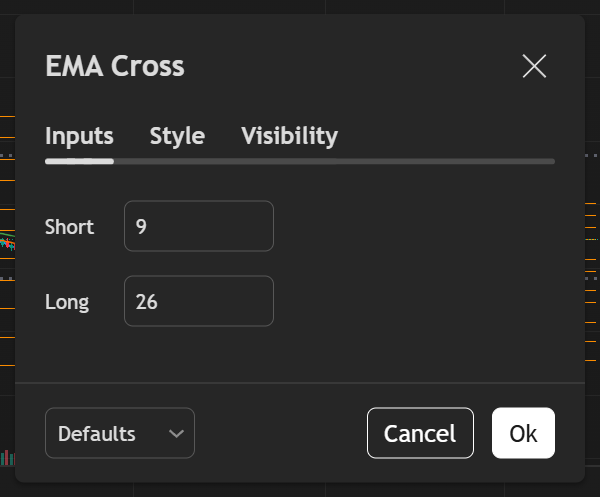 EMA Cross
Inputs Style Visibility
Short 9
Long 26
Defaults Cancel Ok